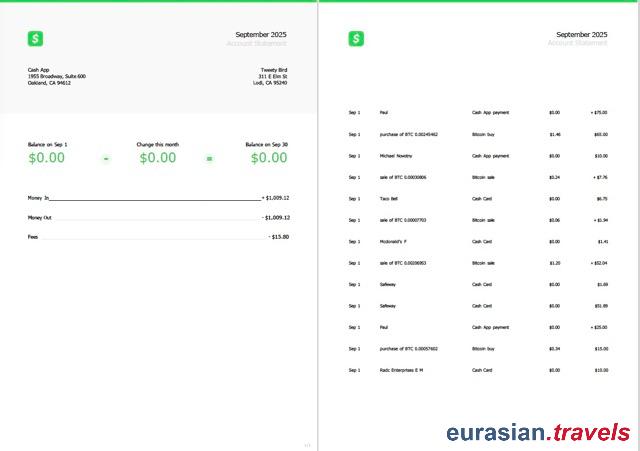 September 2025
Account Statement
Cash App
1955 Broadway, Suite 600
Oakland, CA 94612
Tweety Bird
311 E Elm St
Lodi, CA 95240
Balance on Sep 1
$0.00
-
Change this month
$0.00
=
Balance on Sep 30
$0.00
Money In + $1,009.12
Money Out - $1,009.12
Fees - $15.80
September 2025
Account Statement
Sep 1 Paul Cash App payment $0.00 + $75.00
Sep 1 purchase of BTC 0.00245462 Bitcoin buy $1.46 $65.00
Sep 1 Michael Novotny Cash App payment $0.00 $10.00
Sep 1 sale of BTC 0.00030806 Bitcoin sale $0.24 + $7.76
Sep 1 Taco Bell Cash Card $0.00 $6.75
Sep 1 sale of BTC 0.00007703 Bitcoin sale $0.06 + $1.94
Sep 1 Mcdonald's F Cash Card $0.00 $1.41
Sep 1 sale of BTC 0.00206953 Bitcoin sale $1.20 + $52.04
Sep 1 Safeway Cash Card $0.00 $1.69
Sep 1 Safeway Cash Card $0.00 $51.89
Sep 1 Paul Cash App payment $0.00 + $25.00
Sep 1 purchase of BTC 0.00057602 Bitcoin buy $0.34 $15.00
Sep 1 Radc Enterprises E M Cash Card $0.00 $10.00
eurasian.travels